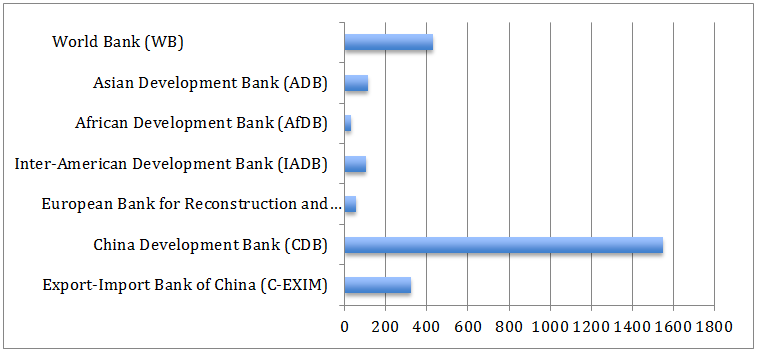 World Bank (WB)
Asian Development Bank (ADB)
African Development Bank (AfDB)
Inter-American Development Bank (IADB)
European Bank for Reconstruction and...
China Development Bank (CDB)
Export-Import Bank of China (C-EXIM)
0 200 400 600 800 1000 1200 1400 1600 1800